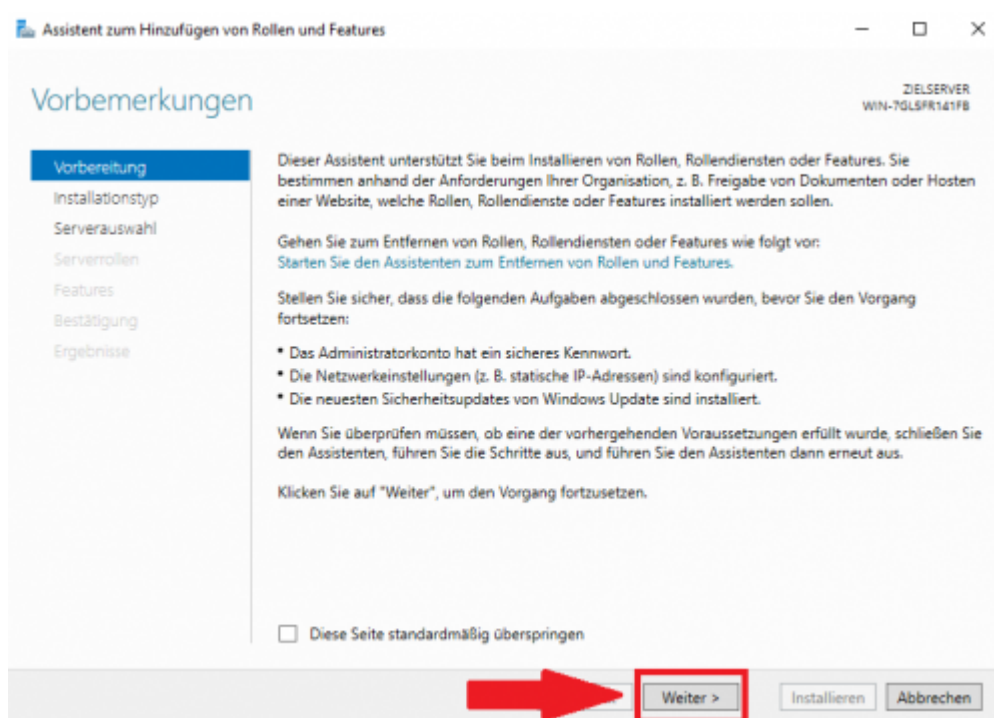 Assistent zum Hinzufügen von Rollen und Features
Vorbemerkungen
ZIELSERVER
WIN-7GLSFR141FB
Vorbereitung
Installationstyp
Serverauswahl
Serverrollen
Features
Bestätigung
Ergebnisse
Dieser Assistent unterstützt Sie beim Installieren von Rollen, Rollendiensten oder Features. Sie
bestimmen anhand der Anforderungen Ihrer Organisation, z. B. Freigabe von Dokumenten oder Hosten
einer Website, welche Rollen, Rollendienste oder Features installiert werden sollen.
Gehen Sie zum Entfernen von Rollen, Rollendiensten oder Features wie folgt vor:
Starten Sie den Assistenten zum Entfernen von Rollen und Features.
Stellen Sie sicher, dass die folgenden Aufgaben abgeschlossen wurden, bevor Sie den Vorgang
fortsetzen:
• Das Administratorkonto hat ein sicheres Kennwort.
• Die Netzwerkeinstellungen (z. B. statische IP-Adressen) sind konfiguriert.
• Die neuesten Sicherheitsupdates von Windows Update sind installiert.
Wenn Sie überprüfen müssen, ob eine der vorhergehenden Voraussetzungen erfüllt wurde, schließen Sie
den Assistenten, führen Sie die Schritte aus, und führen Sie den Assistenten dann erneut aus.
Klicken Sie auf "Weiter", um den Vorgang fortzusetzen.
Diese Seite standardmäßig überspringen
Weiter >
Installieren
Abbrechen